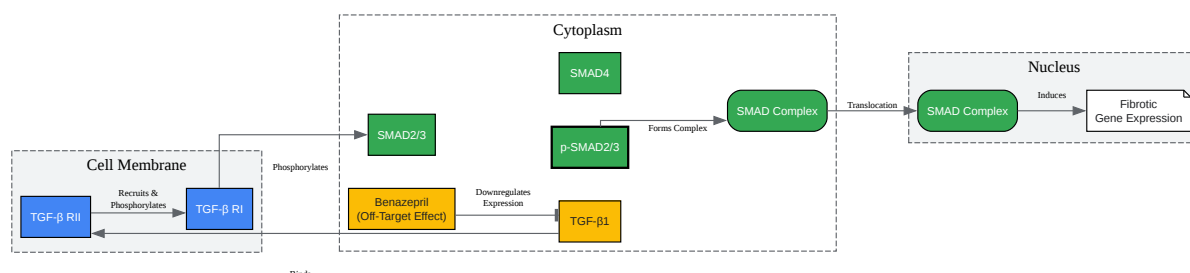 Cytoplasm
SMAD4
Nucleus
SMAD Complex
Translocation
SMAD Complex
Induces
Fibrotic
Gene Expression
SMAD2/3
p-SMAD2/3
Forms Complex
Cell Membrane
Phosphorylates
TGF-β RII
Recruits &
Phosphorylates
TGF-β RI
Benazepril
(Off-Target Effect)
Downregulates
Expression
TGF-β1